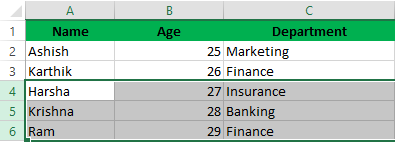 A B C
1 Name Age Department
2 Ashish 25 Marketing
3 Karthik 26 Finance
4 Harsha 27 Insurance
5 Krishna 28 Banking
6 Ram 29 Finance